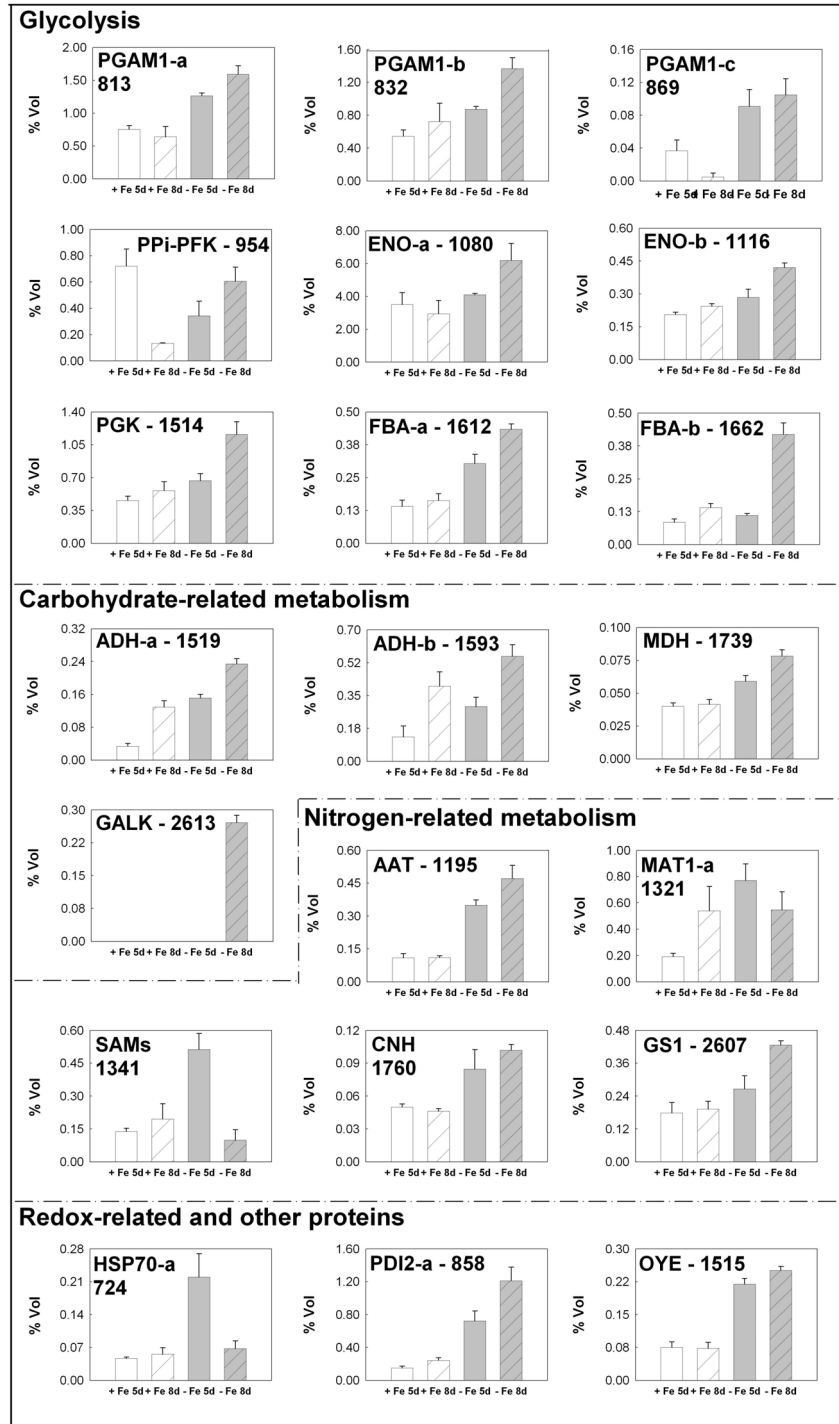 Glycolysis
PGAM1-a
813
% Vol
2.00
1.50
1.00
0.50
0.00
+ Fe 5d + Fe 8d - Fe 5d - Fe 8d
PGAM1-b
832
% Vol
1.60
1.20
0.80
0.40
0.00
+ Fe 5d + Fe 8d - Fe 5d - Fe 8d
PGAM1-c
869
% Vol
0.16
0.12
0.08
0.04
0.00
+ Fe 5d + Fe 8d - Fe 5d - Fe 8d
PPi-PFK - 954
% Vol
1.00
0.80
0.60
0.40
0.20
0.00
+ Fe 5d + Fe 8d - Fe 5d - Fe 8d
ENO-a - 1080
% Vol
8.00
6.00
4.00
2.00
0.00
+ Fe 5d + Fe 8d - Fe 5d - Fe 8d
ENO-b - 1116
% Vol
0.60
0.45
0.30
0.15
0.00
+ Fe 5d + Fe 8d - Fe 5d - Fe 8d
PGK - 1514
% Vol
1.40
1.05
0.70
0.35
0.00
+ Fe 5d + Fe 8d - Fe 5d - Fe 8d
FBA-a - 1612
% Vol
0.50
0.38
0.25
0.13
0.00
+ Fe 5d + Fe 8d - Fe 5d - Fe 8d
FBA-b - 1662
% Vol
0.50
0.38
0.25
0.13
0.00
+ Fe 5d + Fe 8d - Fe 5d - Fe 8d
Carbohydrate-related metabolism
ADH-a - 1519
% Vol
0.32
0.24
0.16
0.08
0.00
+ Fe 5d + Fe 8d - Fe 5d - Fe 8d
ADH-b - 1593
% Vol
0.70
0.52
0.35
0.18
0.00
+ Fe 5d + Fe 8d - Fe 5d - Fe 8d
MDH - 1739
% Vol
0.100
0.075
0.050
0.025
0.000
+ Fe 5d + Fe 8d - Fe 5d - Fe 8d
GALK - 2613
% Vol
0.30
0.22
0.15
0.08
0.00
+ Fe 5d + Fe 8d - Fe 5d - Fe 8d
Nitrogen-related metabolism
AAT - 1195
% Vol
0.60
0.45
0.30
0.15
0.00
+ Fe 5d + Fe 8d - Fe 5d - Fe 8d
MAT1-a
1321
% Vol
1.00
0.80
0.60
0.40
0.20
0.00
+ Fe 5d + Fe 8d - Fe 5d - Fe 8d
SAMs
1341
% Vol
0.60
0.45
0.30
0.15
0.00
+ Fe 5d + Fe 8d - Fe 5d - Fe 8d
CNH
1760
% Vol
0.12
0.09
0.06
0.03
0.00
+ Fe 5d + Fe 8d - Fe 5d - Fe 8d
GS1 - 2607
% Vol
0.48
0.36
0.24
0.12
0.00
+ Fe 5d + Fe 8d - Fe 5d - Fe 8d
Redox-related and other proteins
HSP70-a
724
% Vol
0.28
0.21
0.14
0.07
0.00
+ Fe 5d + Fe 8d - Fe 5d - Fe 8d
PDI2-a - 858
% Vol
1.60
1.20
0.80
0.40
0.00
+ Fe 5d + Fe 8d - Fe 5d - Fe 8d
OYE - 1515
% Vol
0.30
0.22
0.15
0.08
0.00
+ Fe 5d + Fe 8d - Fe 5d - Fe 8d